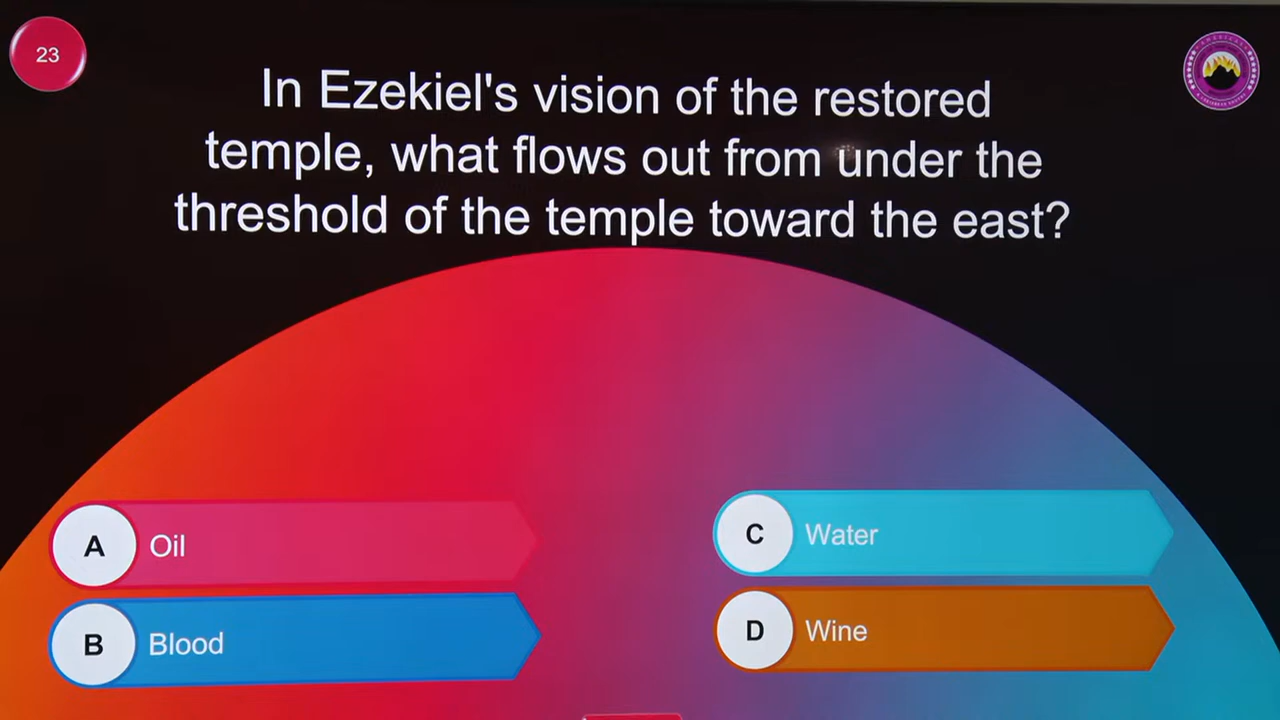 23
In Ezekiel's vision of the restored
temple, what flows out from under the
threshold of the temple toward the east?
A Oil
B Blood
C Water
D Wine